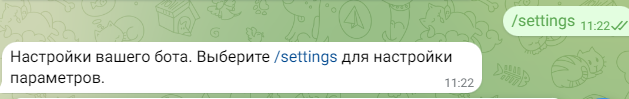 /settings 11:22
Настройки вашего бота. Выберите /settings для настройки
параметров.
11:22